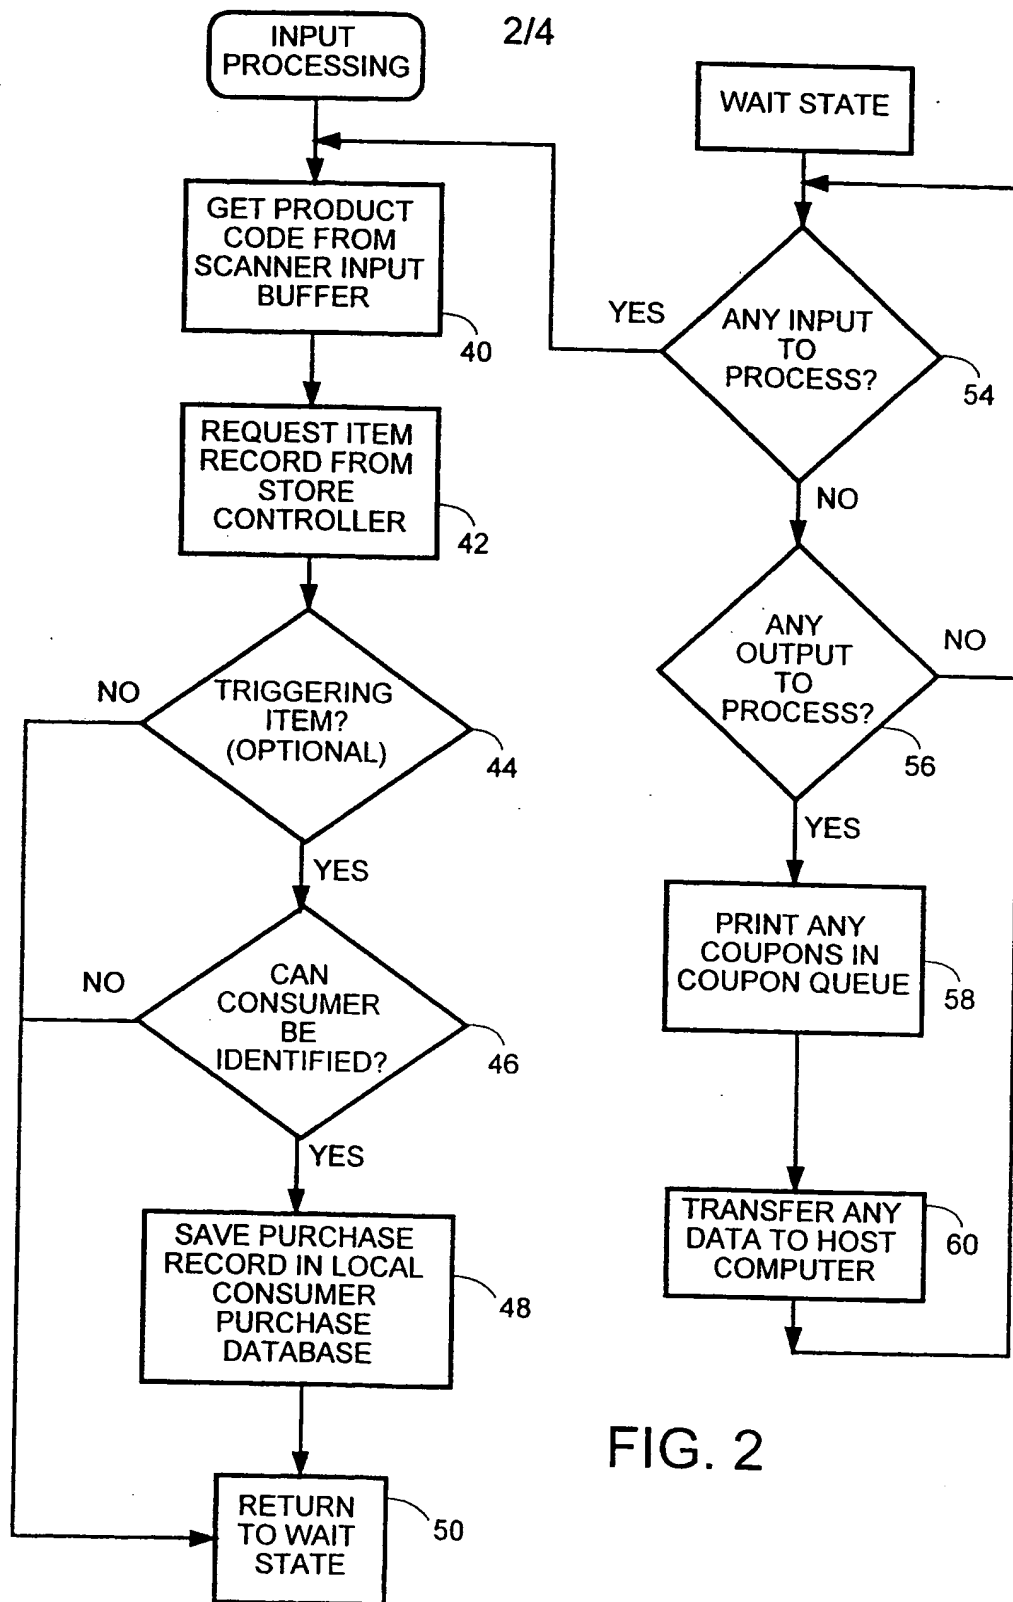 2/4
INPUT
PROCESSING
GET PRODUCT
CODE FROM
SCANNER INPUT
BUFFER
40
REQUEST ITEM
RECORD FROM
STORE
CONTROLLER
42
TRIGGERING
ITEM?
(OPTIONAL)
NO
44
YES
CAN
CONSUMER
BE
IDENTIFIED?
NO
46
YES
SAVE PURCHASE
RECORD IN LOCAL
CONSUMER
PURCHASE
DATABASE
48
RETURN
TO WAIT
STATE
50
WAIT STATE
YES
ANY INPUT
TO
PROCESS?
54
NO
ANY
OUTPUT
TO
PROCESS?
NO
56
YES
PRINT ANY
COUPONS IN
COUPON QUEUE
58
TRANSFER ANY
DATA TO HOST
COMPUTER
60
FIG. 2